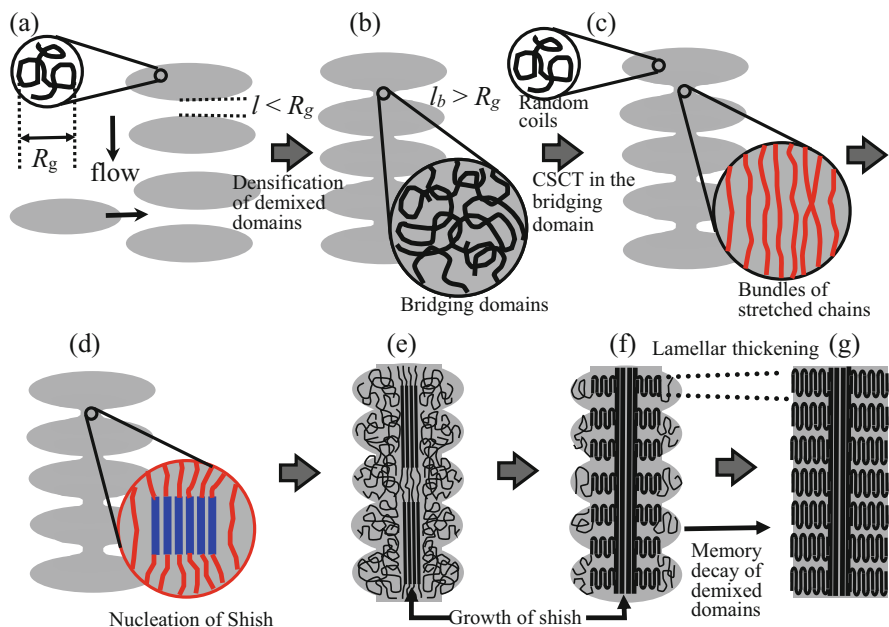 (a)
l < Rg
Rg
flow
Densification
of demixed
domains
(b)
lb > Rg
Bridging domains
Random
coils
CSCT in the
bridging
domain
(c)
Bundles of
stretched chains
(d)
Nucleation of Shish
(e)
Growth of shish
(f)
Lamellar thickening
Memory
decay of
demixed
domains
(g)